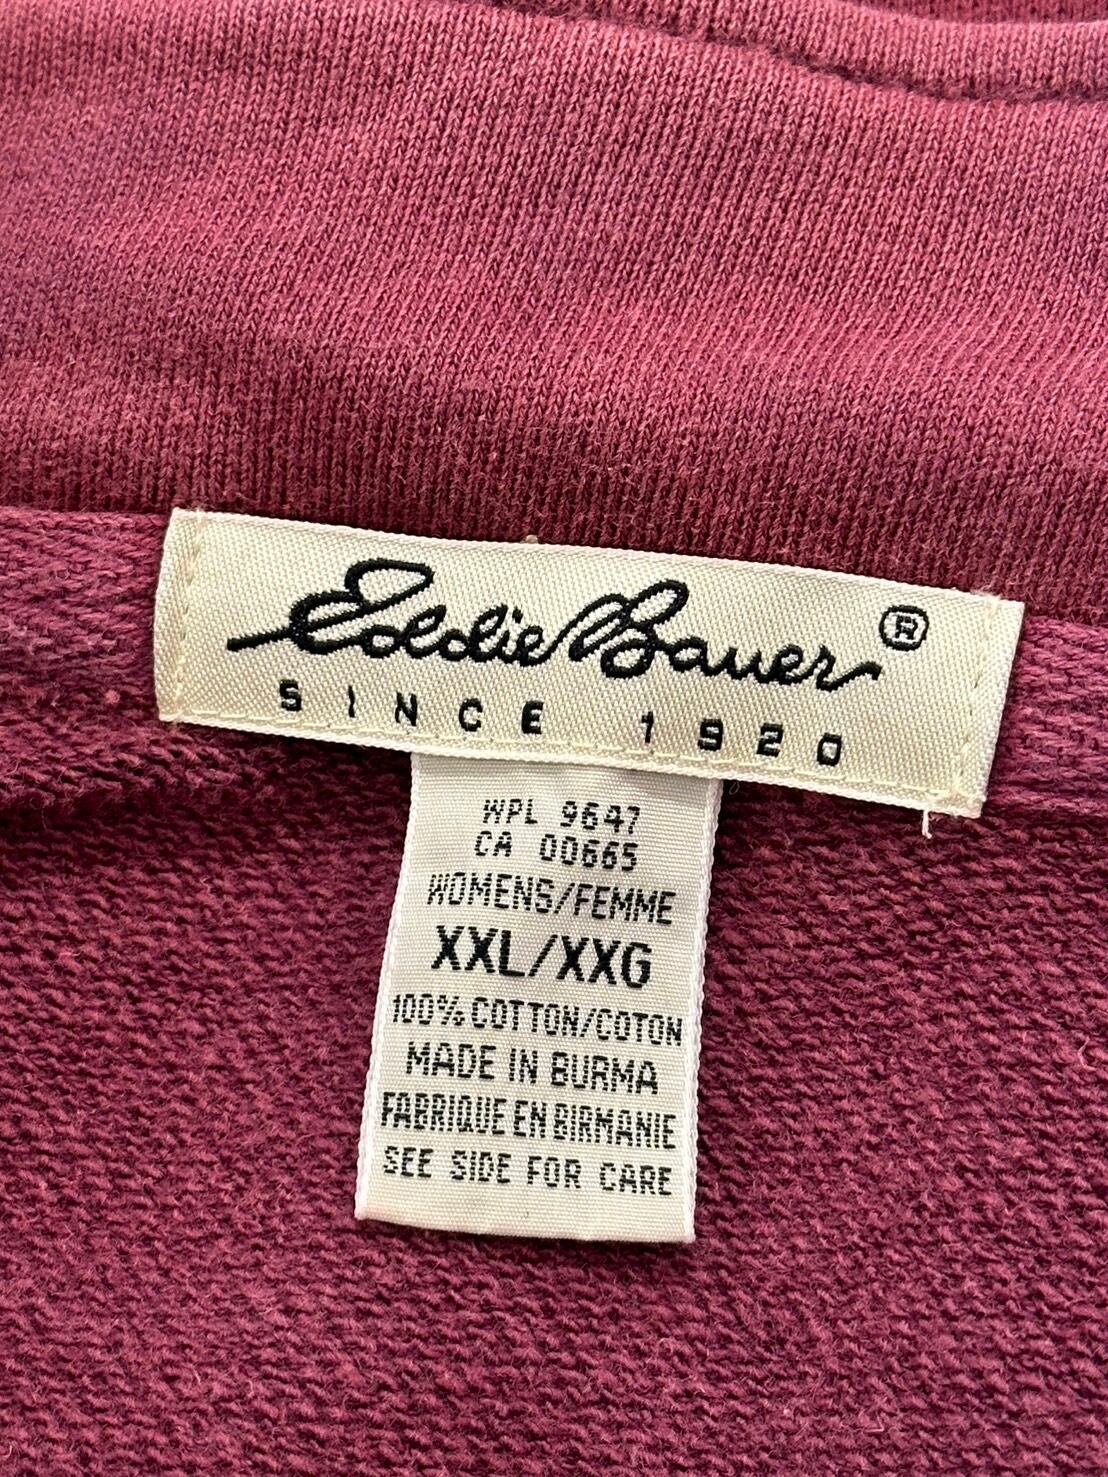 Eddie Bauer®
SINCE 1920
WPL 9647
CA 00665
WOMENS/FEMME
XXL/XXG
100% COTTON/COTON
MADE IN BURMA
FABRIQUE EN BIRMANIE
SEE SIDE FOR CARE